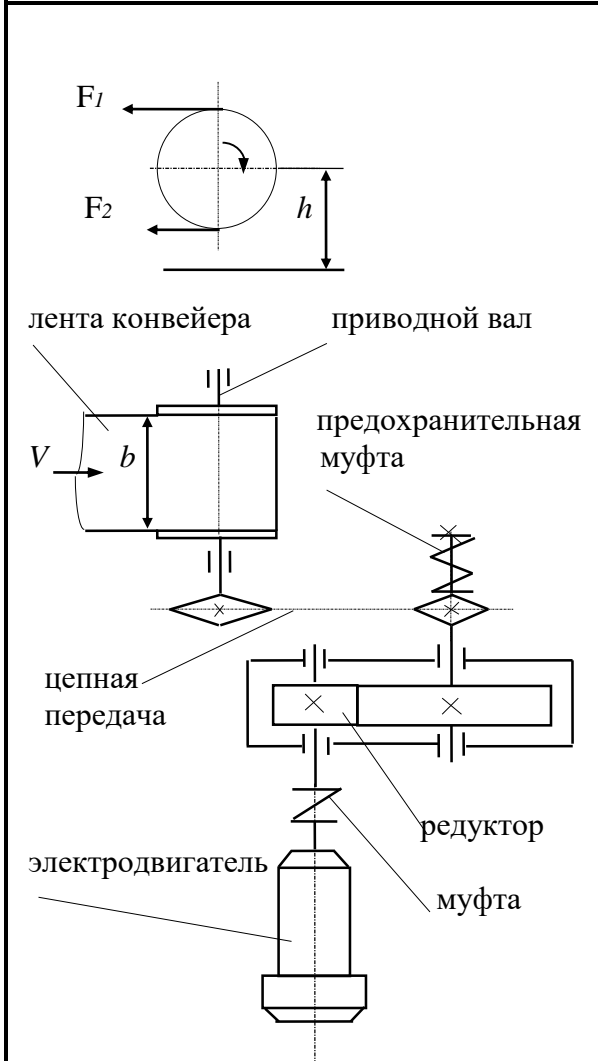 F1
F2
h
лента конвейера
приводной вал
предохранительная
муфта
V
b
цепная
передача
редуктор
электродвигатель
муфта